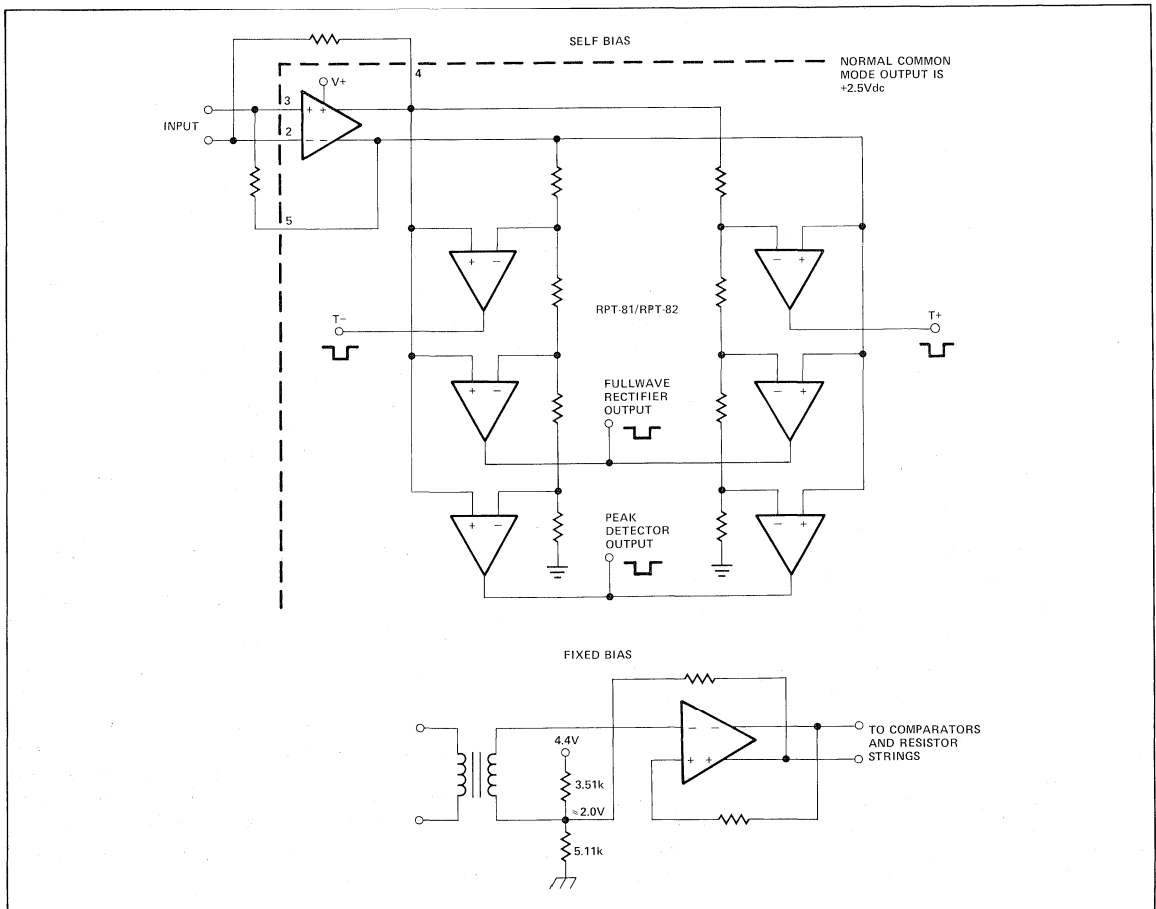 SELF BIAS
NORMAL COMMON
MODE OUTPUT IS
+2.5Vdc
4
V+
3
+ +
INPUT
2
- -
5
+ -
- +
RPT-81/RPT-82
T-
T+
+ -
FULLWAVE
RECTIFIER
OUTPUT
- +
+ -
PEAK
DETECTOR
OUTPUT
- +
FIXED BIAS
4.4V
3.51k
≈2.0V
5.11k
- -
+ +
TO COMPARATORS
AND RESISTOR
STRINGS